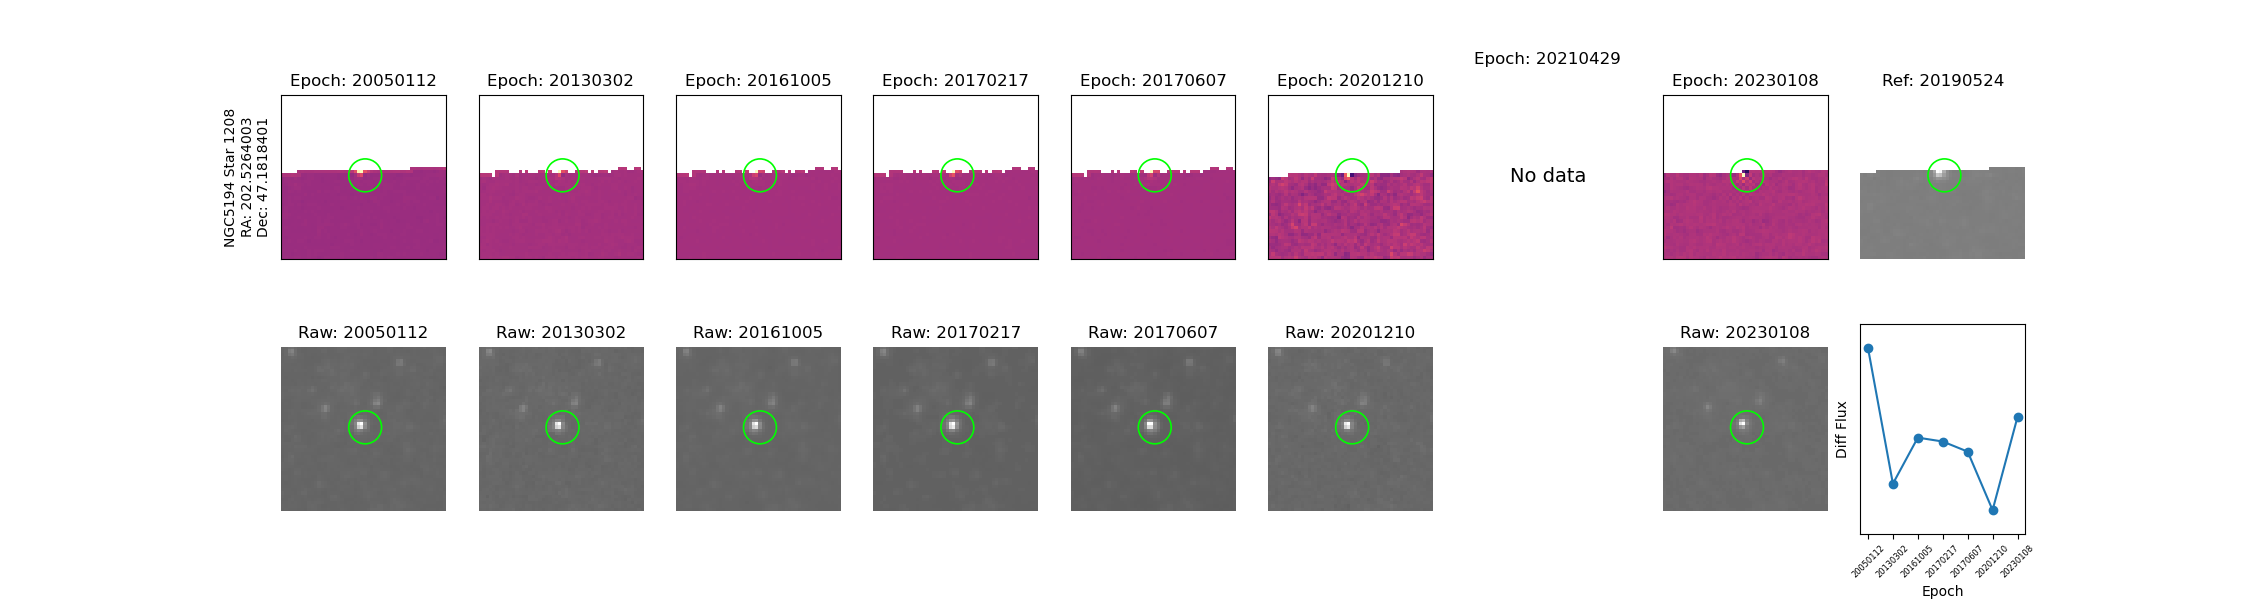 Epoch: 20050112
Epoch: 20130302
Epoch: 20161005
Epoch: 20170217
Epoch: 20170607
Epoch: 20201210
Epoch: 20210429
Epoch: 20230108
Ref: 20190524
NGC5194 Star 1208
RA: 202.5264003
Dec: 47.1818401
No data
Raw: 20050112
Raw: 20130302
Raw: 20161005
Raw: 20170217
Raw: 20170607
Raw: 20201210
Raw: 20230108
Diff Flux
20050112
20130302
20161005
20170217
20170607
20201210
20230108
Epoch